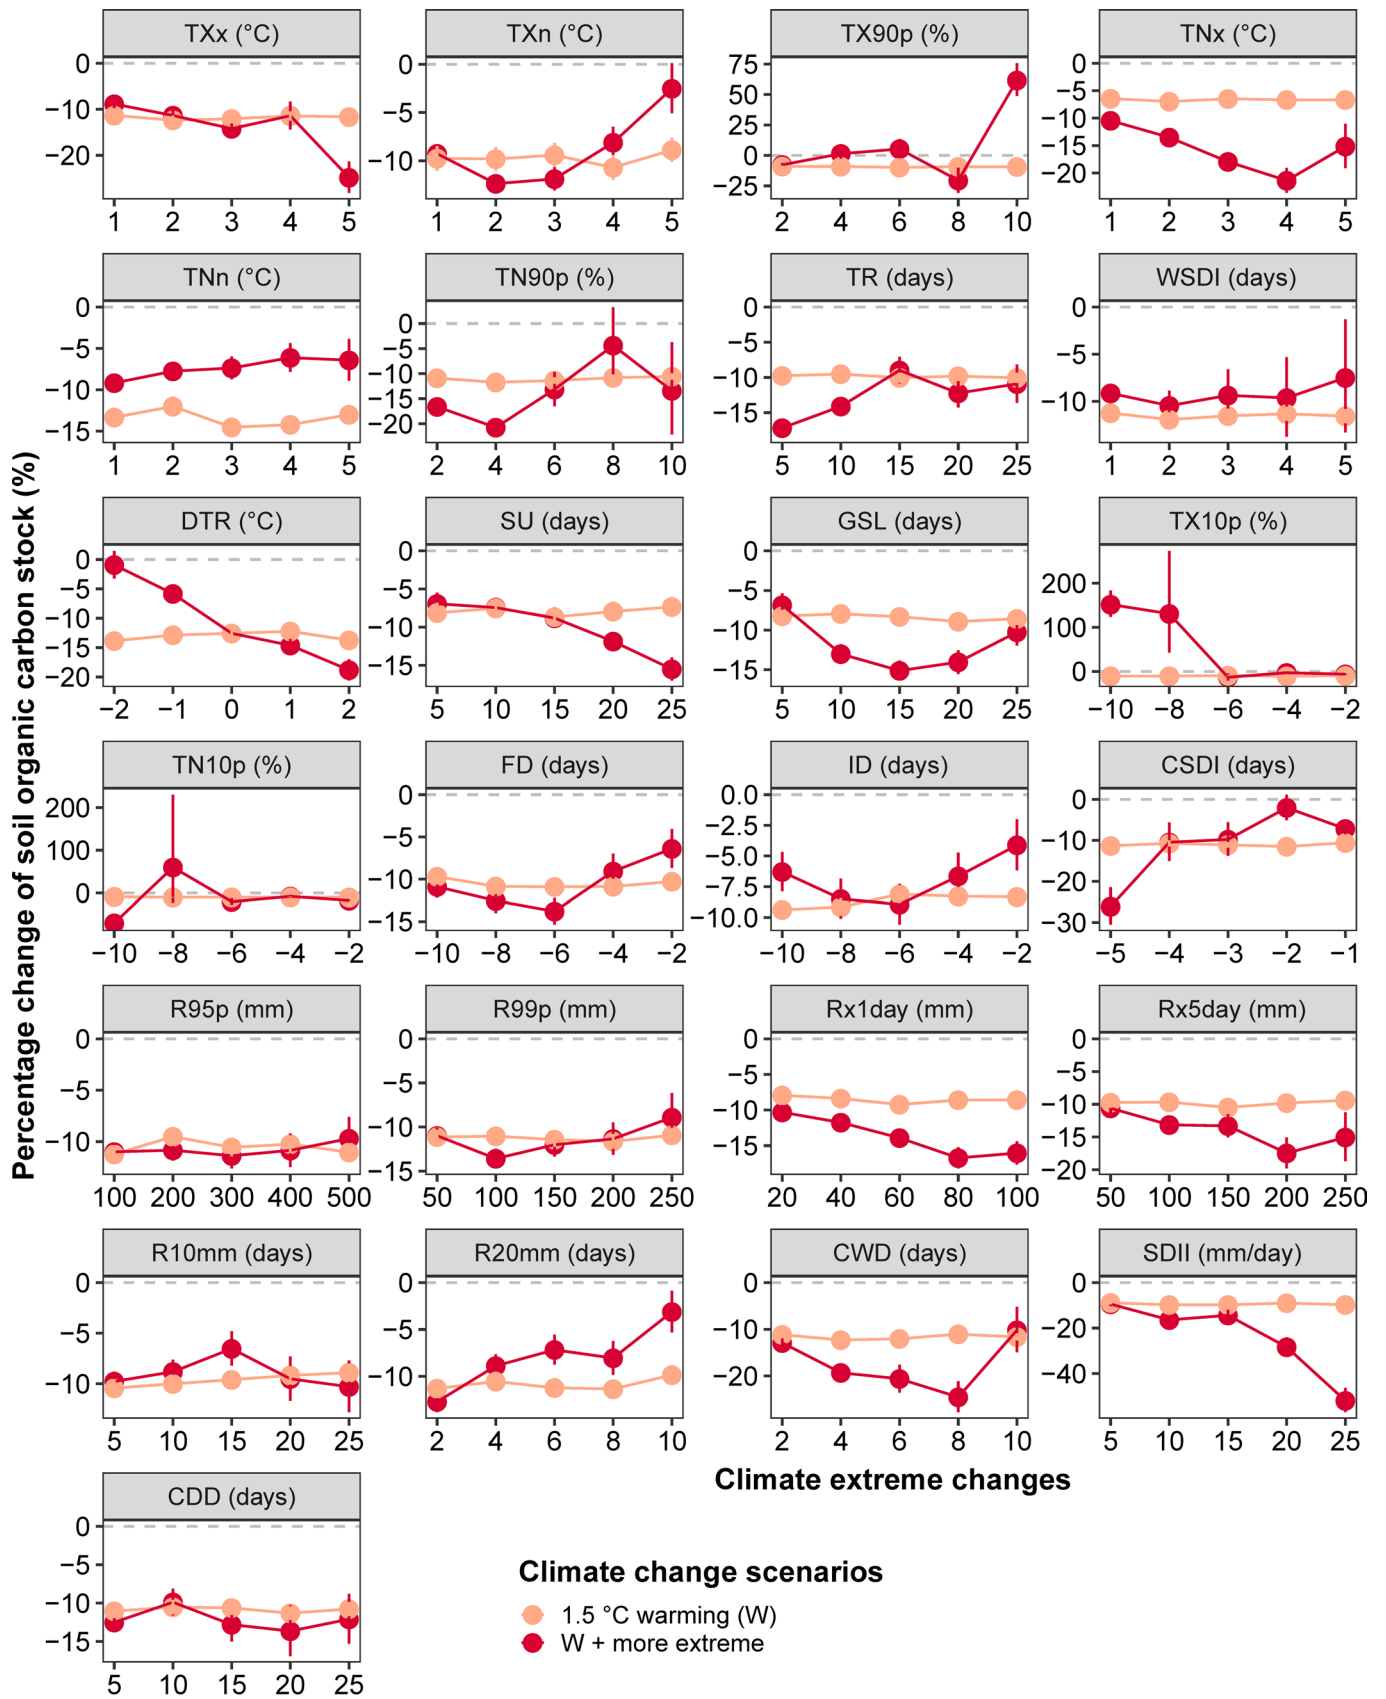 TXx (°C)
TXn (°C)
TX90p (%)
TNx (°C)
0
−10
−20
1 2 3 4 5
0
−5
−10
1 2 3 4 5
75
50
25
0
−25
2 4 6 8 10
0
−5
−10
−15
−20
1 2 3 4 5
TNn (°C)
TN90p (%)
TR (days)
WSDI (days)
0
−5
−10
−15
1 2 3 4 5
0
−5
−10
−15
−20
2 4 6 8 10
0
−5
−10
−15
5 10 15 20 25
0
−5
−10
1 2 3 4 5
Percentage change of soil organic carbon stock (%)
DTR (°C)
SU (days)
GSL (days)
TX10p (%)
0
−5
−10
−15
−20
−2 −1 0 1 2
0
−5
−10
−15
5 10 15 20 25
0
−5
−10
−15
5 10 15 20 25
200
100
0
−10 −8 −6 −4 −2
TN10p (%)
FD (days)
ID (days)
CSDI (days)
200
100
0
−10 −8 −6 −4 −2
0
−5
−10
−15
−10 −8 −6 −4 −2
0.0
−2.5
−5.0
−7.5
−10.0
−10 −8 −6 −4 −2
0
−10
−20
−30
−5 −4 −3 −2 −1
R95p (mm)
R99p (mm)
Rx1day (mm)
Rx5day (mm)
0
−5
−10
100 200 300 400 500
0
−5
−10
−15
50 100 150 200 250
0
−5
−10
−15
20 40 60 80 100
0
−5
−10
−15
−20
50 100 150 200 250
R10mm (days)
R20mm (days)
CWD (days)
SDII (mm/day)
0
−5
−10
5 10 15 20 25
0
−5
−10
2 4 6 8 10
0
−10
−20
2 4 6 8 10
0
−20
−40
5 10 15 20 25
Climate extreme changes
CDD (days)
0
−5
−10
−15
5 10 15 20 25
Climate change scenarios
1.5 °C warming (W)
W + more extreme